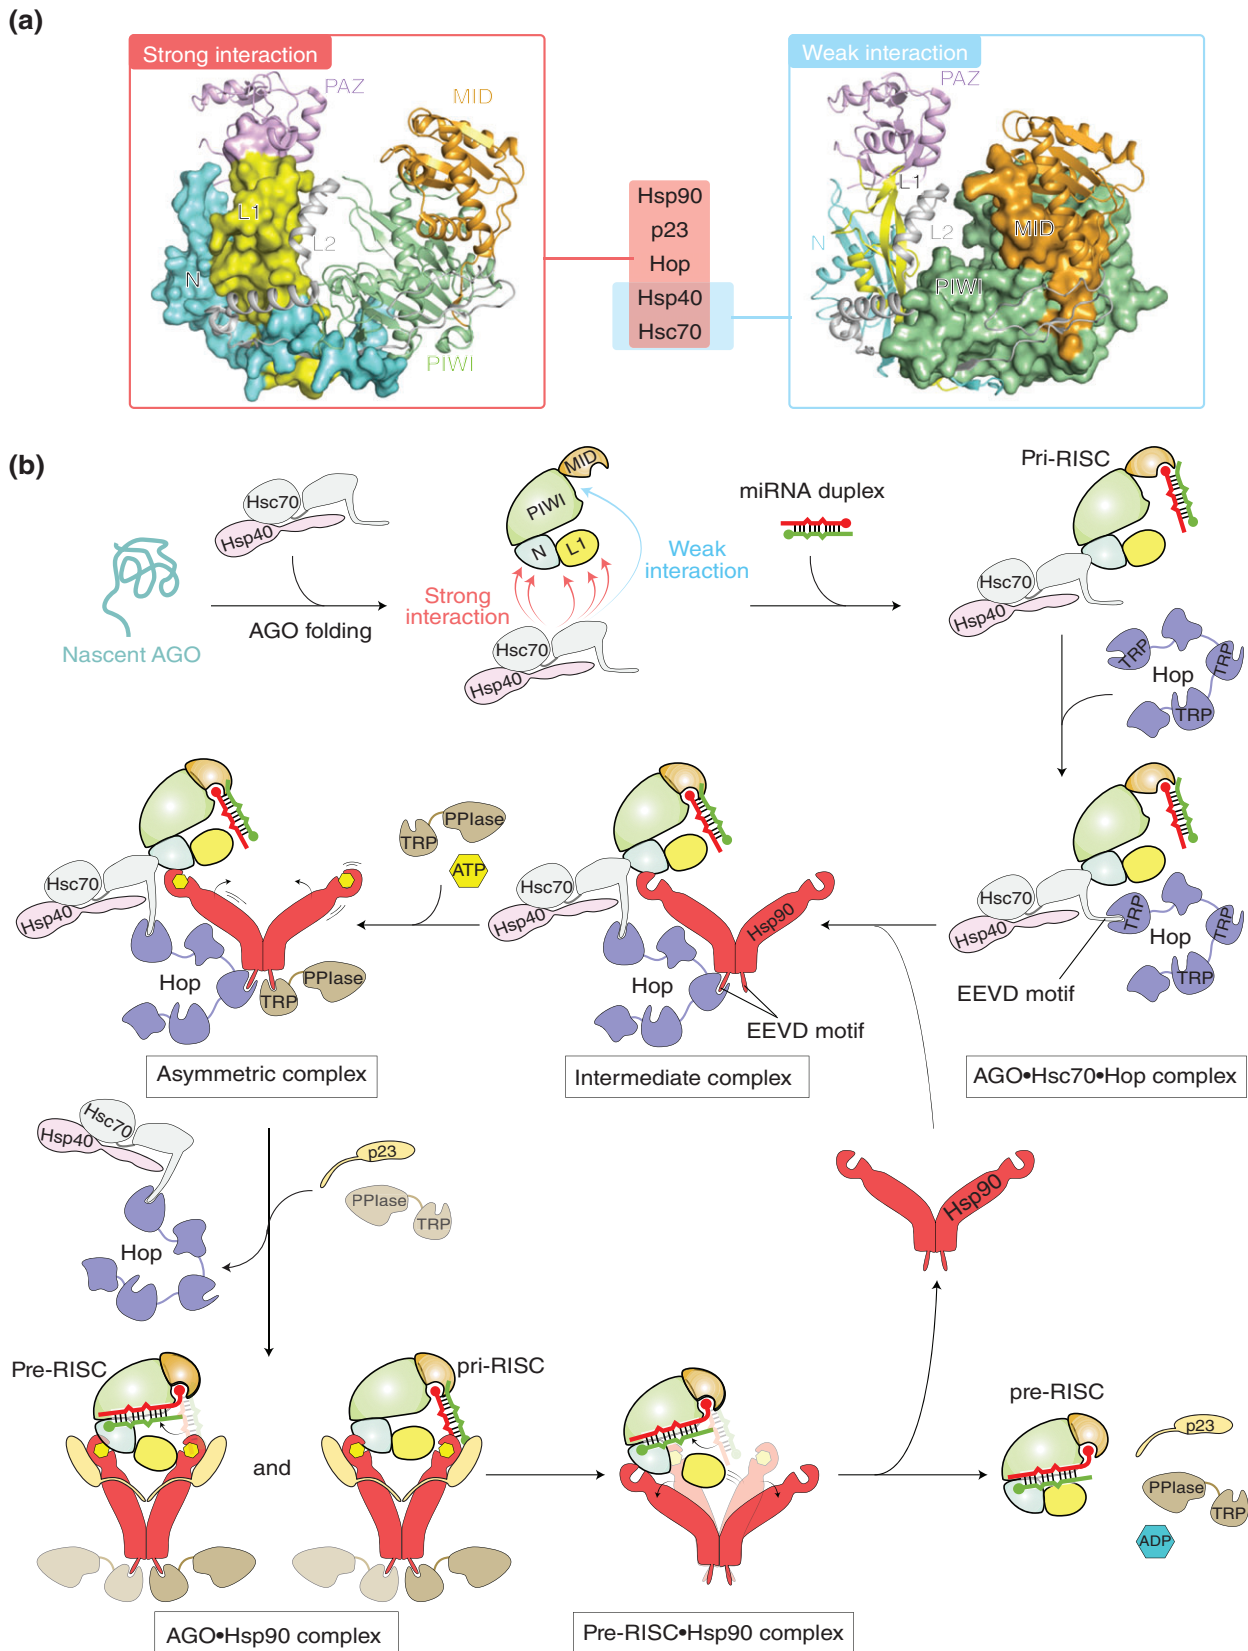 (a)
Strong interaction
PAZ
MID
L1
L2
N
PIWI
Hsp90
p23
Hop
Hsp40
Hsc70
Weak interaction
PAZ
L1
L2
N
MID
PIWI
(b)
Nascent AGO
Hsc70
Hsp40
AGO folding
MID
PIWI
N
L1
Strong
interaction
Weak
interaction
Hsc70
Hsp40
miRNA duplex
Pri-RISC
Hsc70
Hsp40
TRP
TRP
Hop
TRP
Hsc70
Hsp40
TRP
TRP
Hop
TRP
EEVD motif
AGO•Hsc70•Hop complex
Hsc70
Hsp40
Hsp90
Hop
EEVD motif
Intermediate complex
TRP
PPIase
ATP
Hsc70
Hsp40
Hop
TRP
PPIase
Asymmetric complex
Hsc70
Hsp40
Hop
p23
PPIase
TRP
Hsp90
Pre-RISC
and
pri-RISC
AGO•Hsp90 complex
Pre-RISC•Hsp90 complex
pre-RISC
p23
PPIase
TRP
ADP